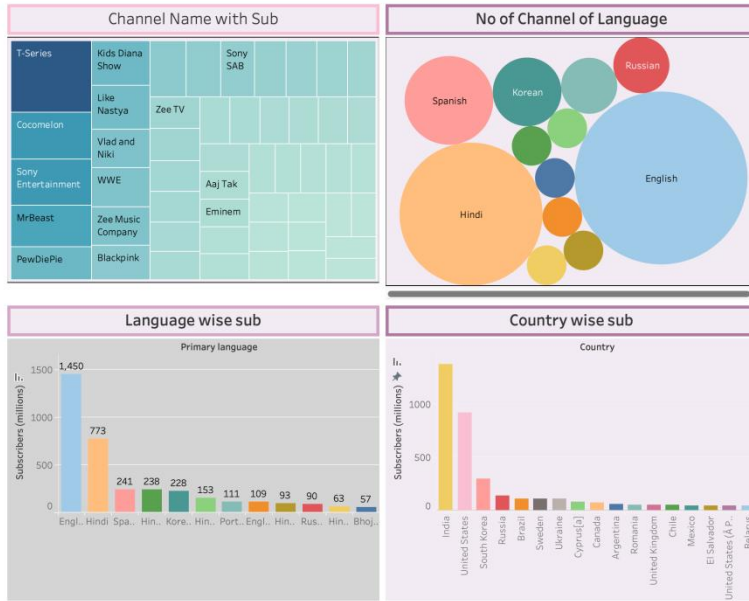 Channel Name with Sub
T-Series
Cocomelon
Sony
Entertainment
MrBeast
PewDiePie
Kids Diana
Show
Like
Nastya
Vlad and
Niki
WWE
Zee Music
Company
Blackpink
Zee TV
Sony
SAB
Aaj Tak
Eminem
No of Channel of Language
Spanish
Korean
Russian
English
Hindi
Language wise sub
Primary language
Subscribers (millions)
1500
1000
500
0
1,450
773
241
238
228
153
111
109
93
90
63
57
Engl..
Hindi
Spa..
Hin..
Kore..
Hin..
Port..
Engl..
Hin..
Rus..
Hin..
Bhoj..
Country wise sub
Country
Subscribers (millions)
1000
500
0
India
United States
South Korea
Russia
Brazil
Sweden
Ukraine
Cyprus[a]
Canada
Argentina
Romania
United Kingdom
Chile
Mexico
El Salvador
United States (Â P..
Belarus